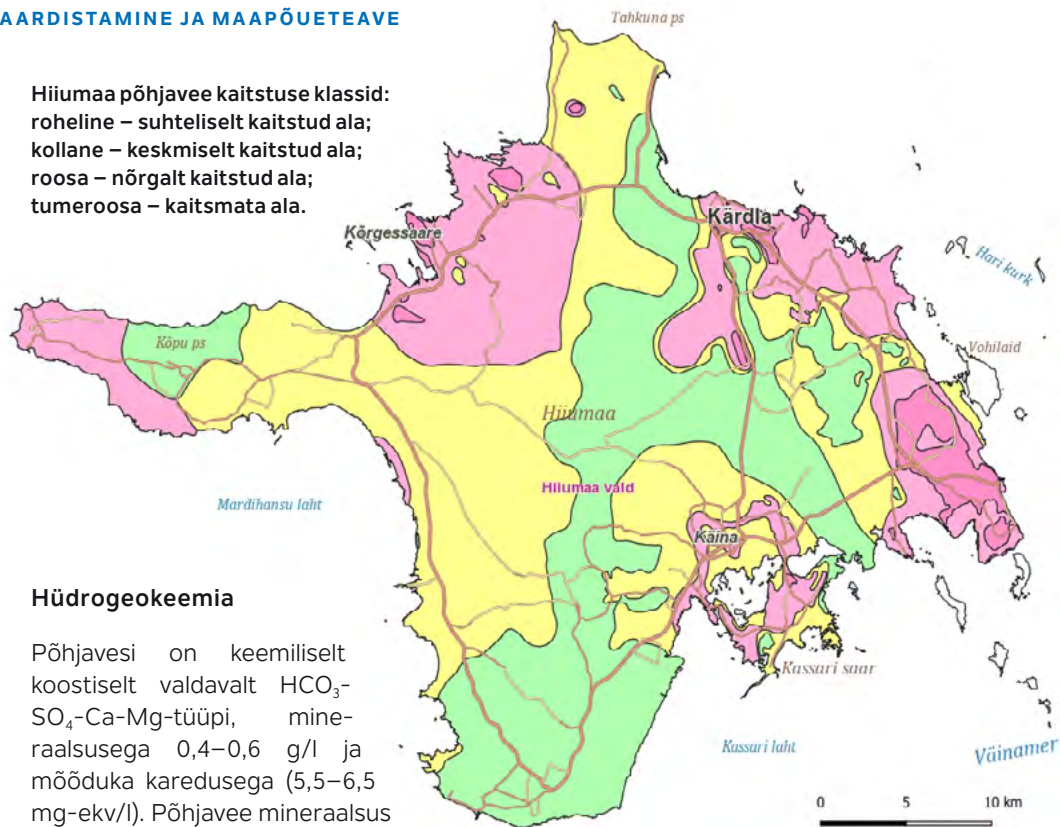 AARDISTAMINE JA MAAPÕUETEAVE
Tahkuna ps
Hiiumaa põhjavee kaitstuse klassid:
roheline – suhteliselt kaitstud ala;
kollane – keskmiselt kaitstud ala;
roosa – nõrgalt kaitstud ala;
tumeroosa – kaitsmata ala.
Kärdla
Kõrgessaare
Hari kurk
Kõpu ps
Vohilaid
Hiiumaa
Hiiumaa vald
Mardihansu laht
Käina
Hüdrogeokeemia
Põhjavesi on keemiliselt
koostiselt valdavalt HCO₃-
SO₄-Ca-Mg-tüüpi, mine-
raalsusega 0,4–0,6 g/l ja
mõõduka karedusega (5,5–6,5
mg-ekv/l). Põhjavee mineraalsus
Kassari saar
Kassari laht
Väinamer
0 5 10 km